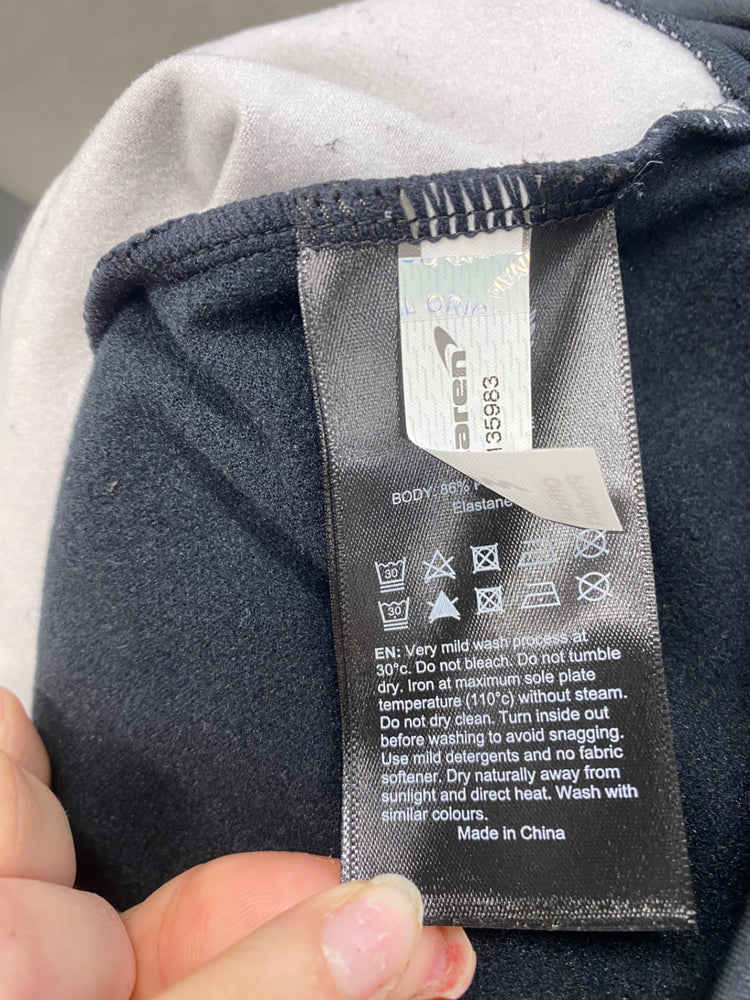 ORIG
aren
135983
BODY: 86%
Elastane
30
30
EN: Very mild wash process at
30°c. Do not bleach. Do not tumble
dry. Iron at maximum sole plate
temperature (110°c) without steam.
Do not dry clean. Turn inside out
before washing to avoid snagging.
Use mild detergents and no fabric
softener. Dry naturally away from
sunlight and direct heat. Wash with
similar colours.
Made in China